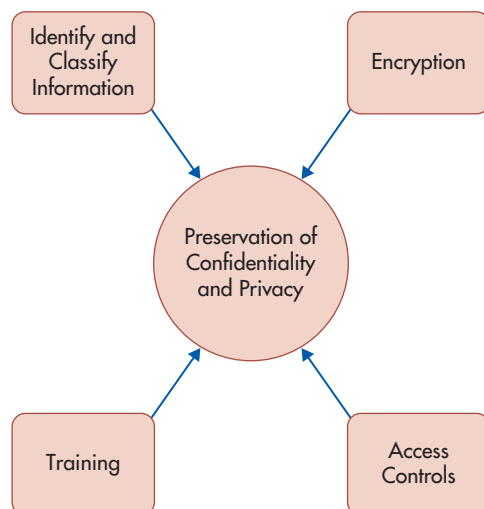 Identify and
Classify
Information
Encryption
Preservation of
Confidentiality
and Privacy
Training
Access
Controls